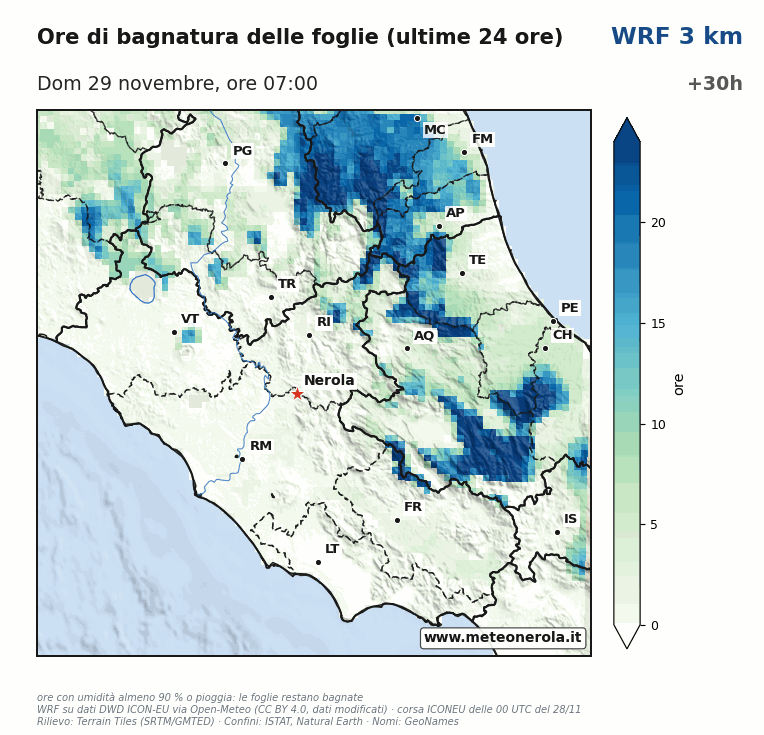 Ore di bagnatura delle foglie (ultime 24 ore)
WRF 3 km
Dom 29 novembre, ore 07:00
+30h
MC
FM
PG
AP
TE
TR
PE
VT
RI
AQ
CH
Nerola
RM
FR
IS
LT
20
15
10
5
0
ore
www.meteonerola.it
ore con umidità almeno 90 % o pioggia: le foglie restano bagnate
WRF su dati DWD ICON-EU via Open-Meteo (CC BY 4.0, dati modificati) · corsa ICONEU delle 00 UTC del 28/11
Rilievo: Terrain Tiles (SRTM/GMTED) · Confini: ISTAT, Natural Earth · Nomi: GeoNames